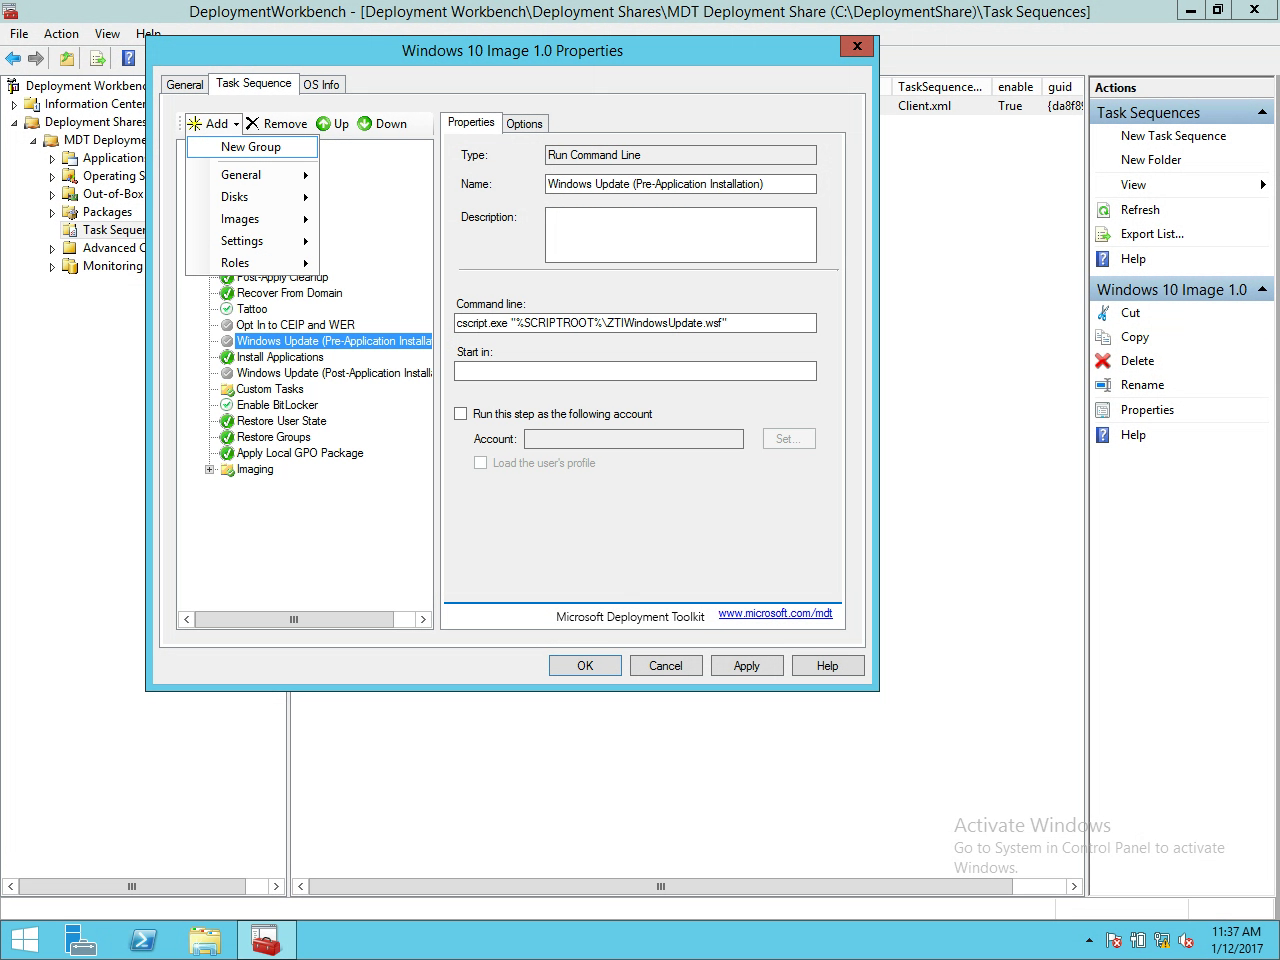 DeploymentWorkbench - [Deployment Workbench\Deployment Shares\MDT Deployment Share (C:\DeploymentShare)\Task Sequences]
File Action View Help
Windows 10 Image 1.0 Properties
General Task Sequence OS Info
Add Remove Up Down
New Group
General
Disks
Images
Settings
Roles
Post-Apply Cleanup
Recover From Domain
Tattoo
Opt In to CEIP and WER
Windows Update (Pre-Application Installa
Install Applications
Windows Update (Post-Application Install
Custom Tasks
Enable BitLocker
Restore User State
Restore Groups
Apply Local GPO Package
Imaging
Properties Options
Type: Run Command Line
Name: Windows Update (Pre-Application Installation)
Description:
Command line:
cscript.exe "%SCRIPTROOT%\ZTIWindowsUpdate.wsf"
Start in:
Run this step as the following account
Account: Set...
Load the user's profile
Microsoft Deployment Toolkit www.microsoft.com/mdt
OK Cancel Apply Help
Deployment Workbenc
Information Center
Deployment Shares
MDT Deployme
Application
Operating S
Out-of-Box
Packages
Task Sequer
Advanced C
Monitoring
TaskSequence... enable guid
Client.xml True {da8f89
Actions
Task Sequences
New Task Sequence
New Folder
View
Refresh
Export List...
Help
Windows 10 Image 1.0
Cut
Copy
Delete
Rename
Properties
Help
Activate Windows
Go to System in Control Panel to activate
Windows.
11:37 AM
1/12/2017